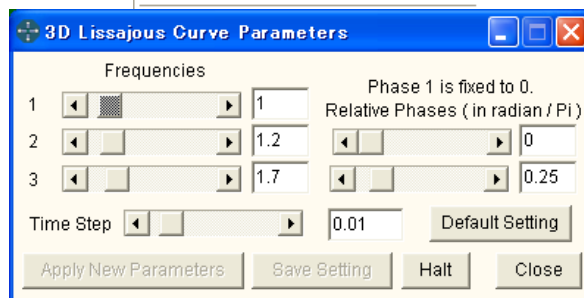 3D Lissajous Curve Parameters
Frequencies
Phase 1 is fixed to 0.
Relative Phases ( in radian / Pi )
1 1
2 1.2 0
3 1.7 0.25
Time Step 0.01 Default Setting
Apply New Parameters Save Setting Halt Close